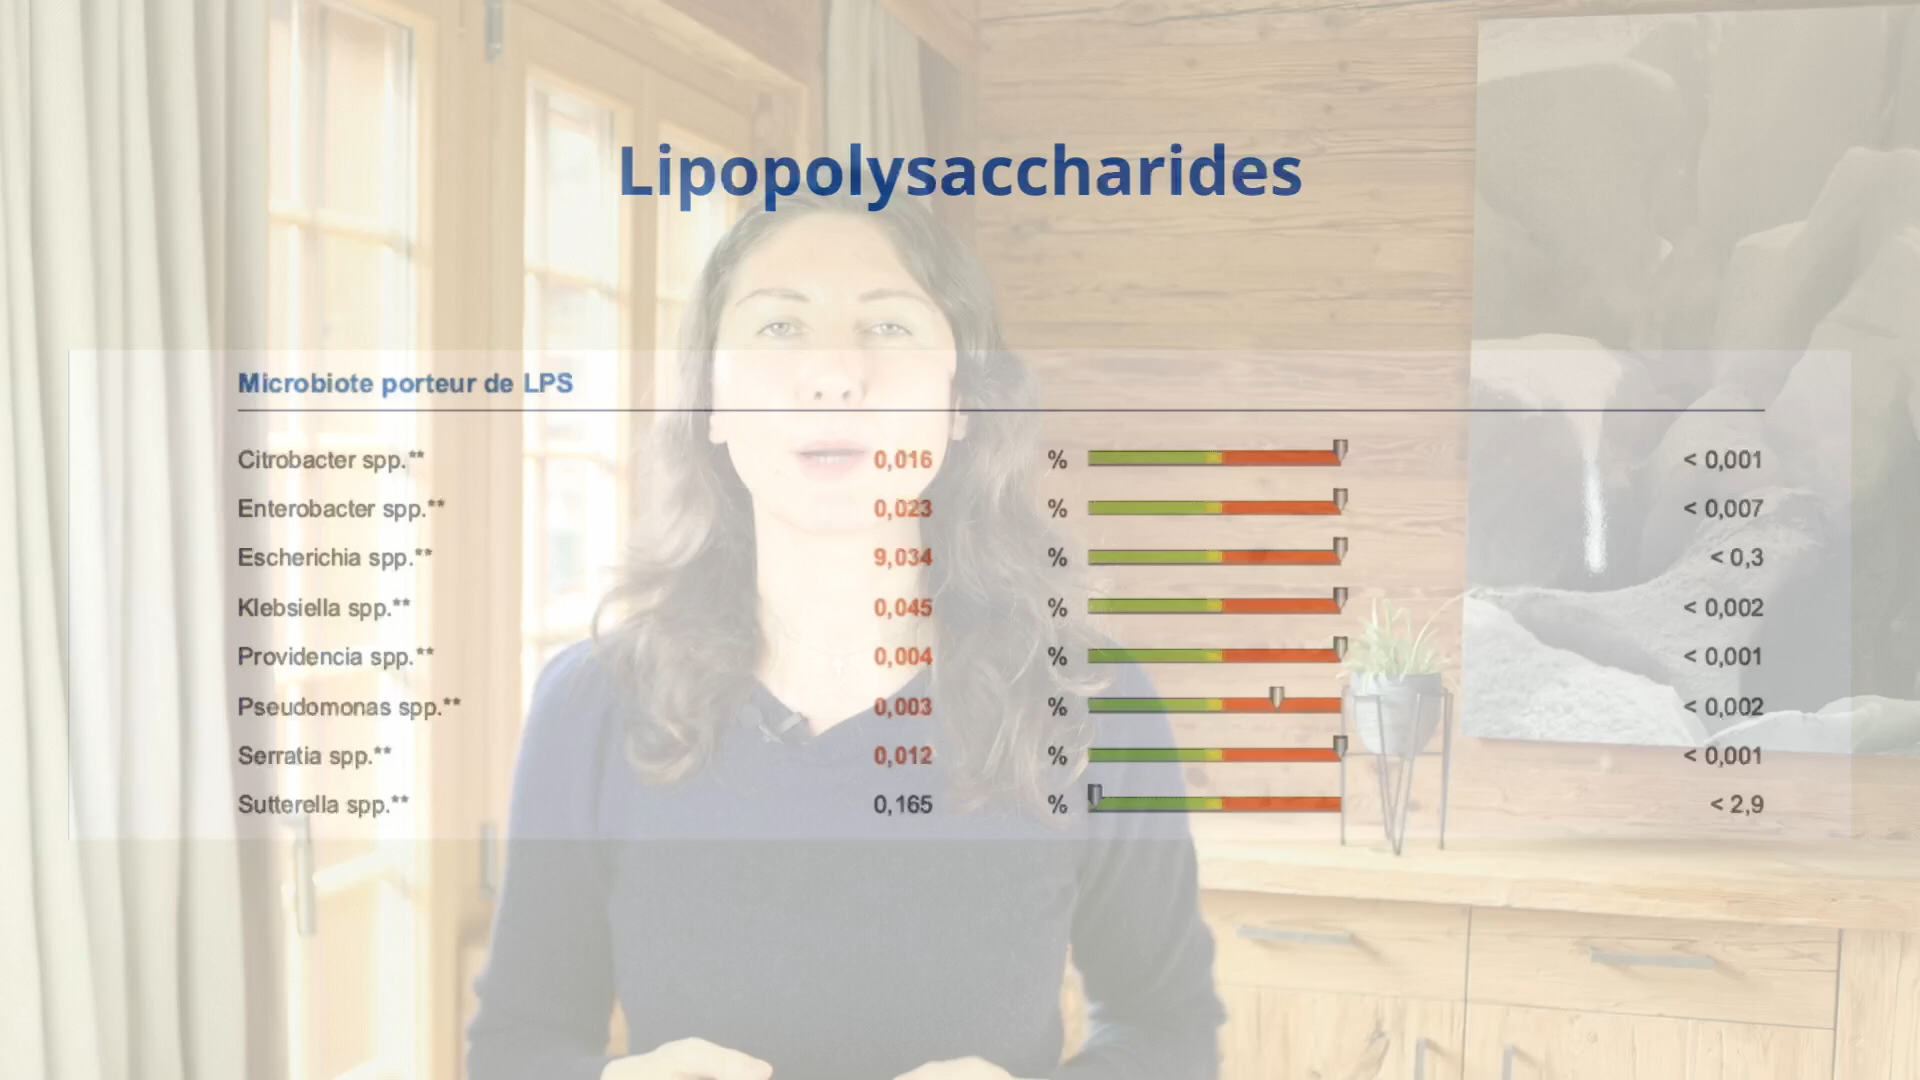 Lipopolysaccharides
Microbiote porteur de LPS
Citrobacter spp.** 0,016 % < 0,001
Enterobacter spp.** 0,023 % < 0,007
Escherichia spp.** 9,034 % < 0,3
Klebsiella spp.** 0,045 % < 0,002
Providencia spp.** 0,004 % < 0,001
Pseudomonas spp.** 0,003 % < 0,002
Serratia spp.** 0,012 % < 0,001
Sutterella spp.** 0,165 % < 2,9